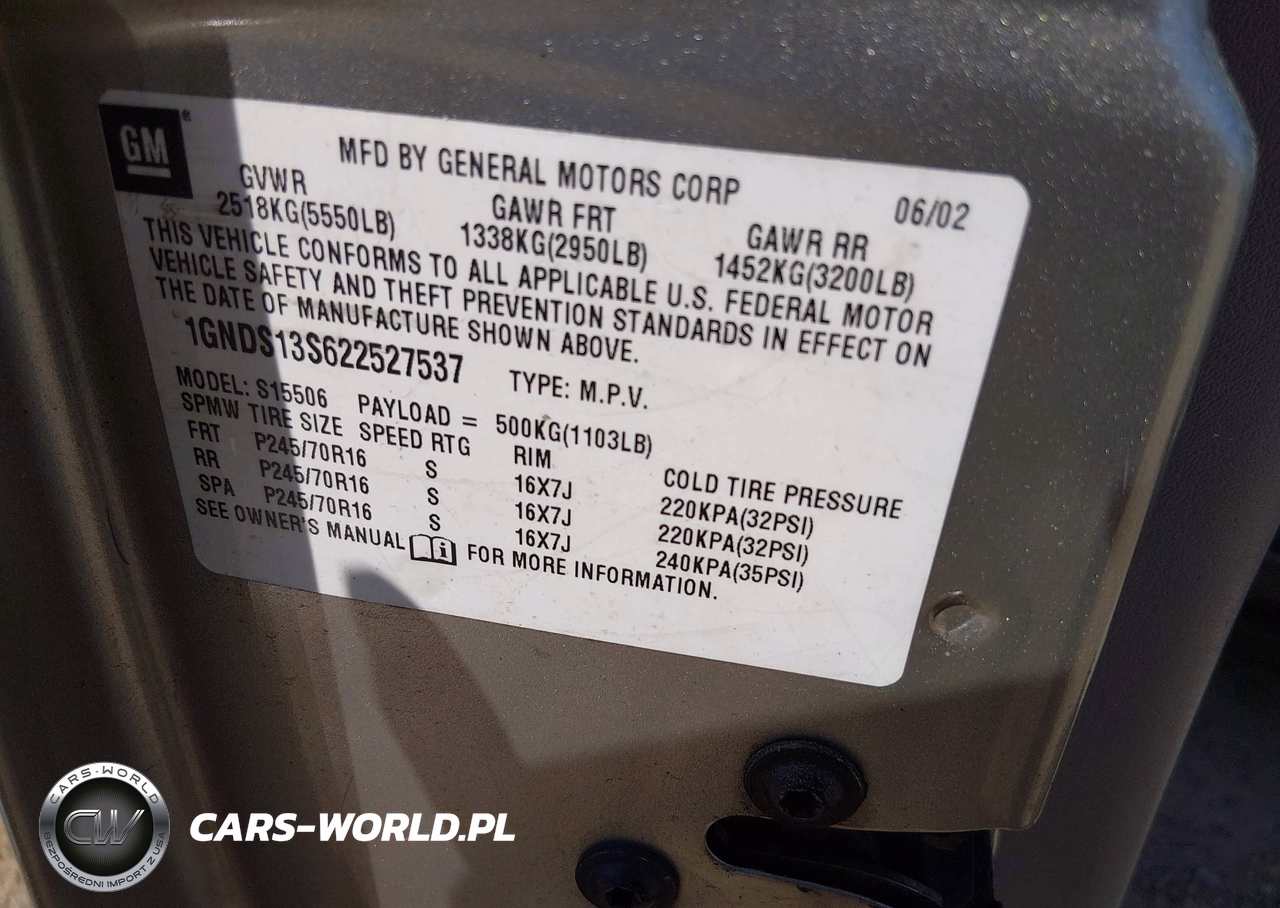 GM
MFD BY GENERAL MOTORS CORP
06/02
GVWR GAWR FRT GAWR RR
2518KG(5550LB) 1338KG(2950LB) 1452KG(3200LB)
THIS VEHICLE CONFORMS TO ALL APPLICABLE U.S. FEDERAL MOTOR
VEHICLE SAFETY AND THEFT PREVENTION STANDARDS IN EFFECT ON
THE DATE OF MANUFACTURE SHOWN ABOVE.
1GNDS13S622527537 TYPE: M.P.V.
MODEL: S15506 PAYLOAD = 500KG(1103LB)
SPMW TIRE SIZE SPEED RTG RIM COLD TIRE PRESSURE
FRT P245/70R16 S 16X7J 220KPA(32PSI)
RR P245/70R16 S 16X7J 220KPA(32PSI)
SPA P245/70R16 S 16X7J 240KPA(35PSI)
SEE OWNER'S MANUAL FOR MORE INFORMATION.
CARS-WORLD
CW
BEZPOŚREDNI IMPORT Z USA
CARS-WORLD.PL